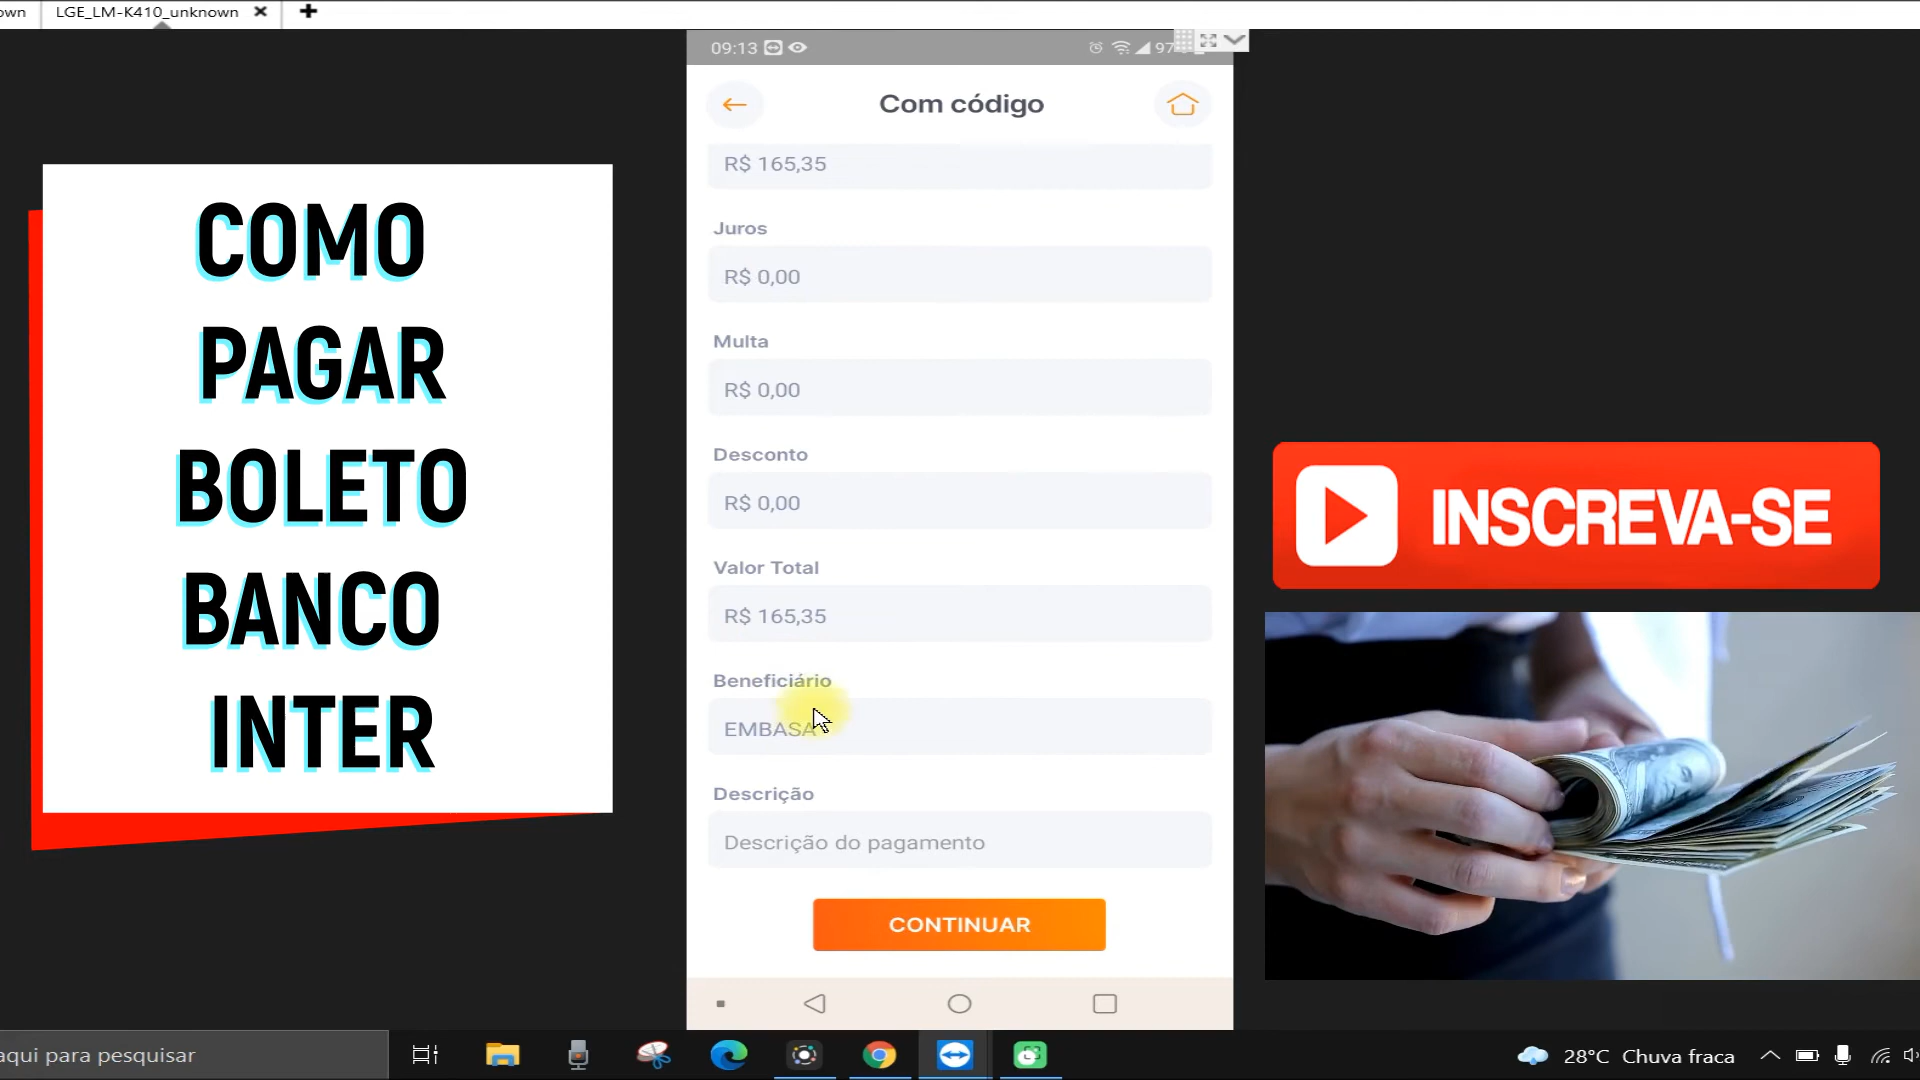 own
LGE_LM-K410_unknown
09:13
97
Com código
R$ 165,35
Juros
R$ 0,00
Multa
R$ 0,00
Desconto
R$ 0,00
Valor Total
R$ 165,35
Beneficiário
EMBASA
Descrição
Descrição do pagamento
CONTINUAR
COMO
PAGAR
BOLETO
BANCO
INTER
INSCREVA-SE
aqui para pesquisar
28°C Chuva fraca